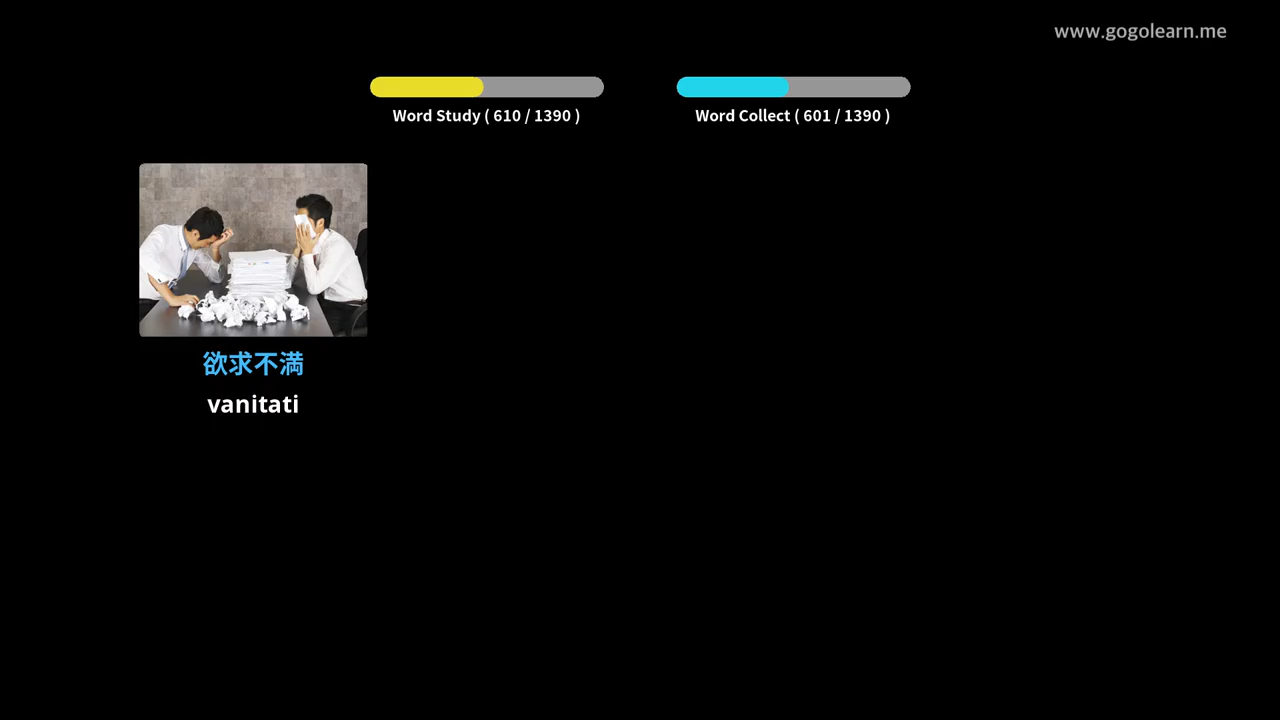 www.gogolearn.me
Word Study ( 610 / 1390 )
Word Collect ( 601 / 1390 )
欲求不満
vanitati